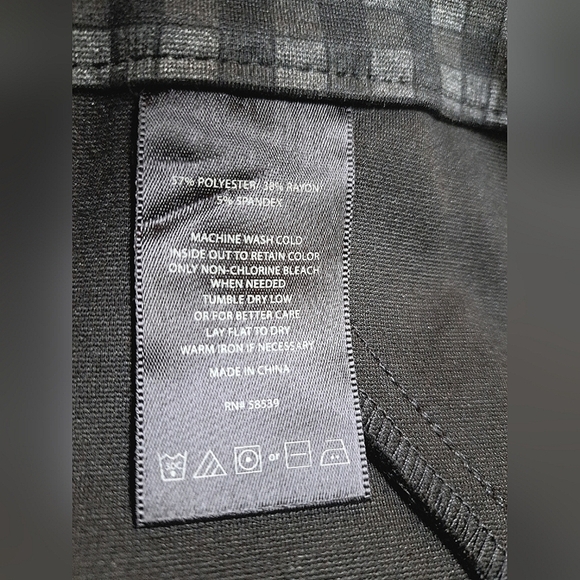 57% POLYESTER/ 38% RAYON/
5% SPANDEX
MACHINE WASH COLD
INSIDE OUT TO RETAIN COLOR
ONLY NON-CHLORINE BLEACH
WHEN NEEDED
TUMBLE DRY LOW
OR FOR BETTER CARE
LAY FLAT TO DRY
WARM IRON IF NECESSARY
MADE IN CHINA
RN# 58539
30C or